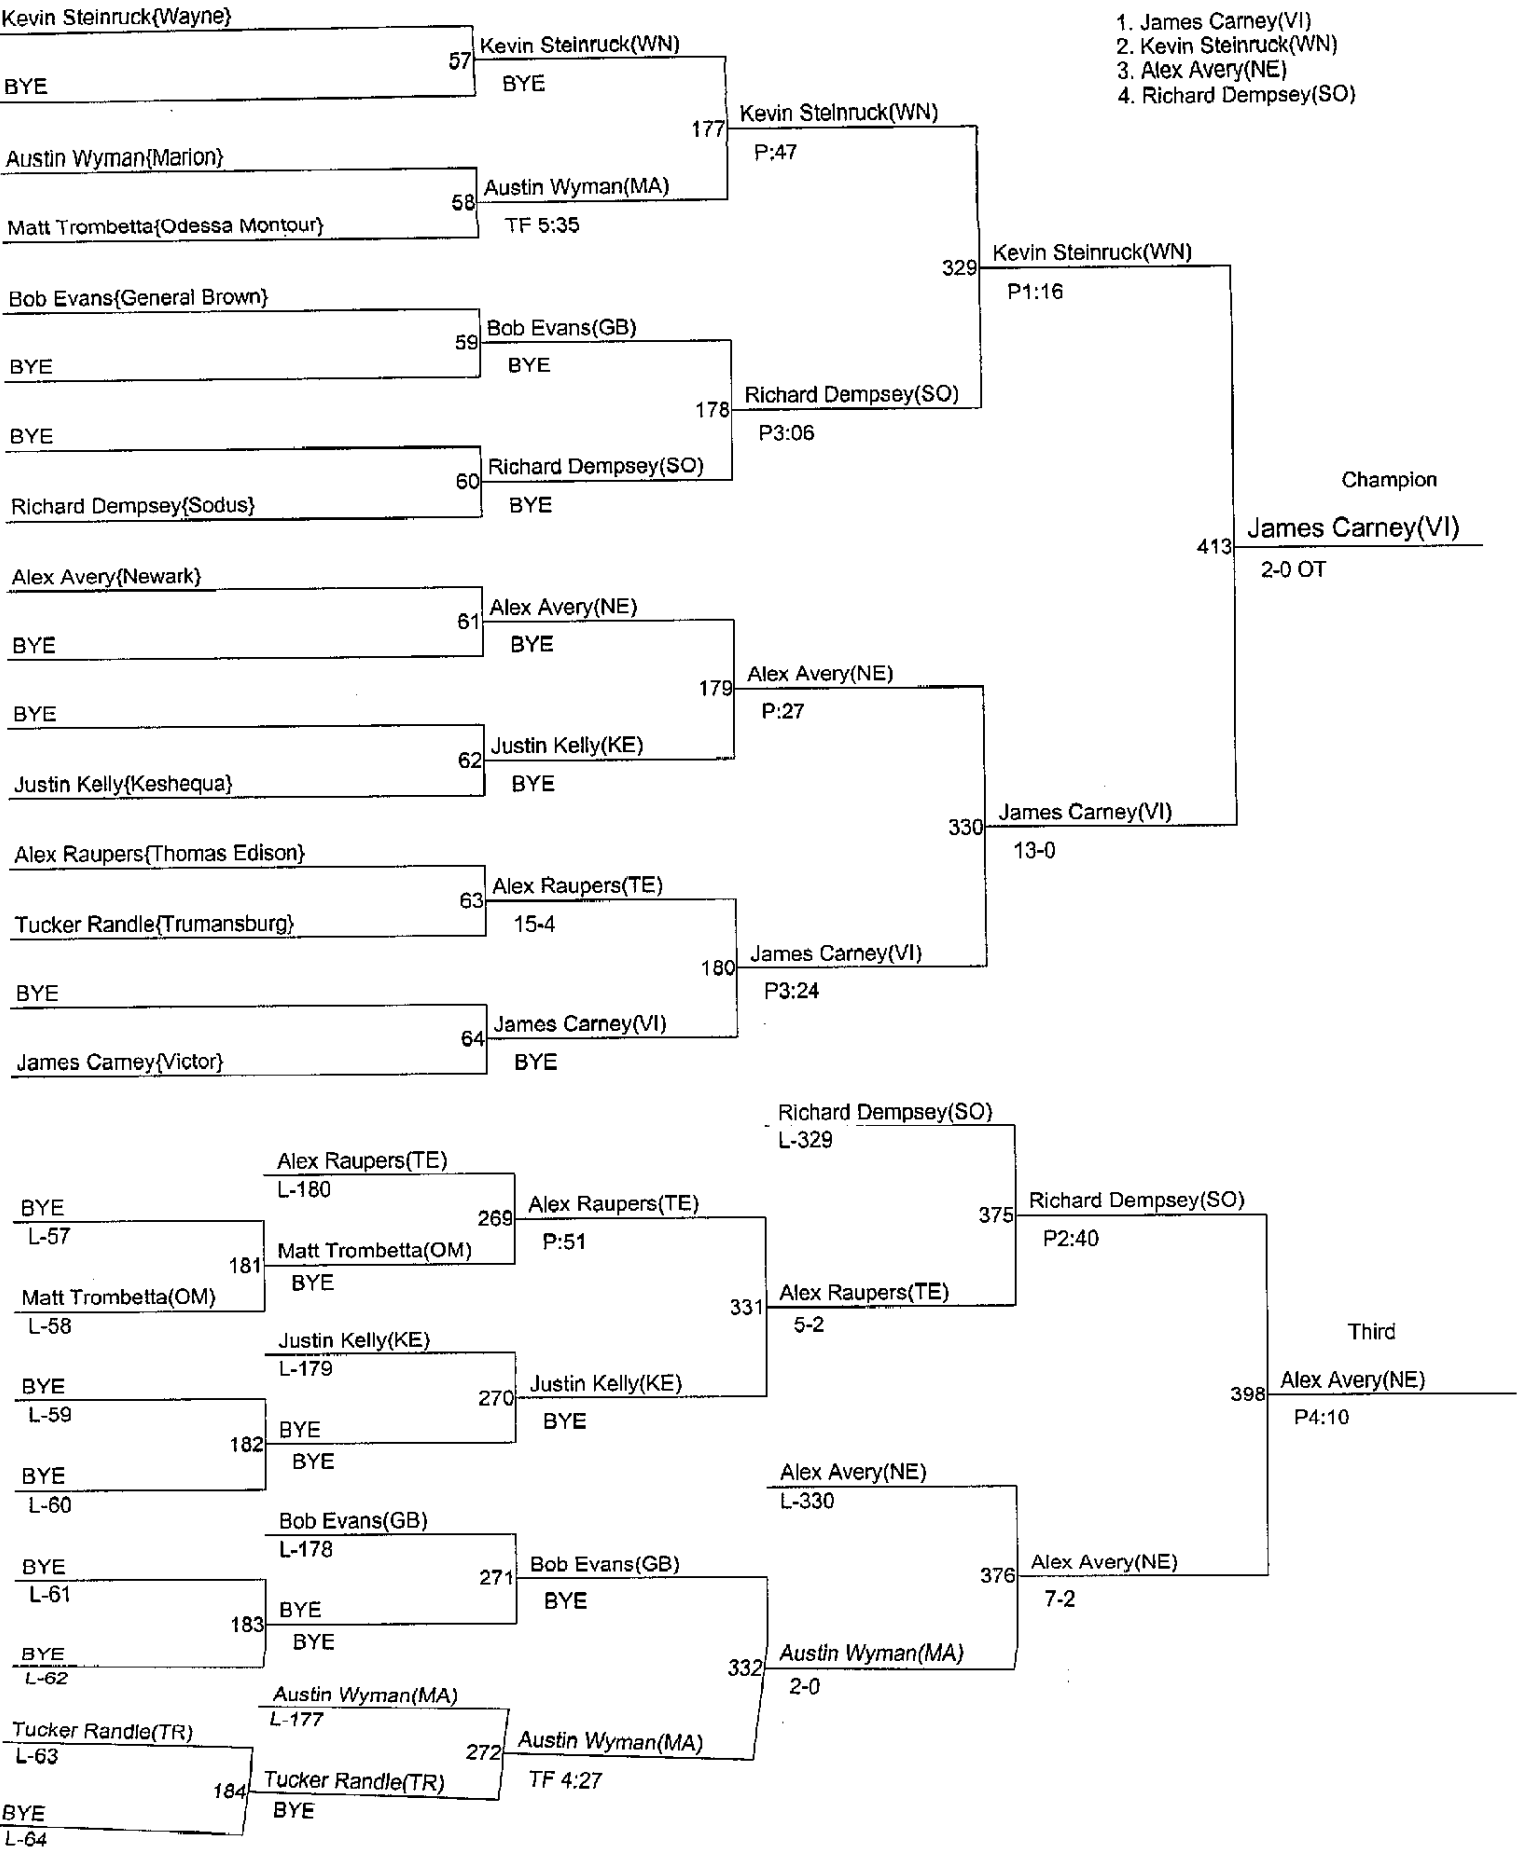 Kevin Steinruck{Wayne}
57
Kevin Steinruck(WN)
BYE
BYE
177
Kevin Steinruck(WN)
P:47
Austin Wyman{Marion}
58
Austin Wyman(MA)
TF 5:35
Matt Trombetta{Odessa Montour}
329
Kevin Steinruck(WN)
P1:16
Bob Evans{General Brown}
59
Bob Evans(GB)
BYE
BYE
178
Richard Dempsey(SO)
P3:06
BYE
60
Richard Dempsey(SO)
BYE
Richard Dempsey{Sodus}
1. James Carney(VI)
2. Kevin Steinruck(WN)
3. Alex Avery(NE)
4. Richard Dempsey(SO)
Champion
413
James Carney(VI)
2-0 OT
Alex Avery{Newark}
61
Alex Avery(NE)
BYE
BYE
179
Alex Avery(NE)
P:27
BYE
62
Justin Kelly(KE)
BYE
Justin Kelly{Keshequa}
330
James Carney(VI)
13-0
Alex Raupers{Thomas Edison}
63
Alex Raupers(TE)
15-4
Tucker Randle{Trumansburg}
180
James Carney(VI)
P3:24
BYE
64
James Carney(VI)
BYE
James Carney{Victor}
Richard Dempsey(SO)
L-329
Alex Raupers(TE)
L-180
269
Alex Raupers(TE)
P:51
BYE
L-57
181
Matt Trombetta(OM)
BYE
Matt Trombetta(OM)
L-58
375
Richard Dempsey(SO)
P2:40
331
Alex Raupers(TE)
5-2
Justin Kelly(KE)
L-179
270
Justin Kelly(KE)
BYE
BYE
L-59
182
BYE
BYE
BYE
L-60
Third
398
Alex Avery(NE)
P4:10
Alex Avery(NE)
L-330
Bob Evans(GB)
L-178
271
Bob Evans(GB)
BYE
BYE
L-61
183
BYE
BYE
BYE
L-62
376
Alex Avery(NE)
7-2
332
Austin Wyman(MA)
2-0
Austin Wyman(MA)
L-177
272
Austin Wyman(MA)
TF 4:27
Tucker Randle(TR)
L-63
184
Tucker Randle(TR)
BYE
BYE
L-64